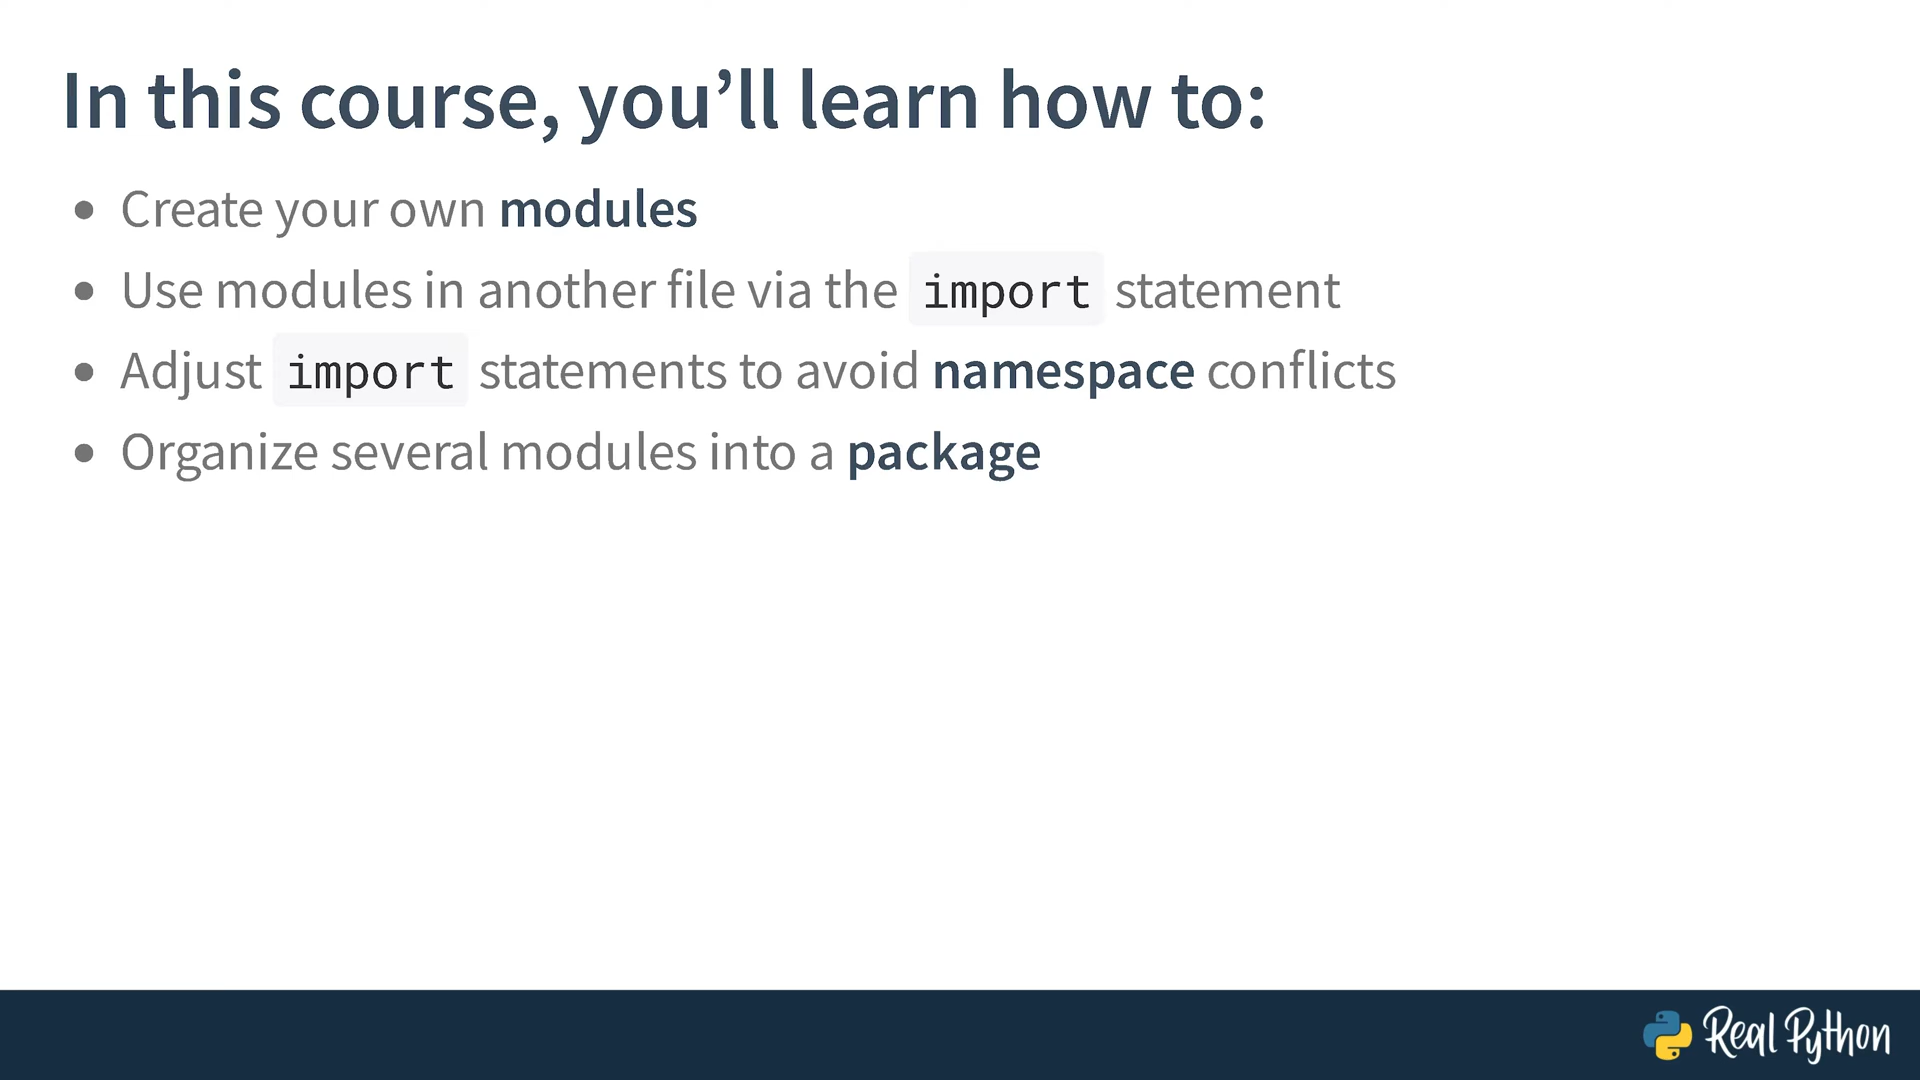 In this course, you’ll learn how to:
• Create your own modules
• Use modules in another file via the import statement
• Adjust import statements to avoid namespace conflicts
• Organize several modules into a package
Real Python